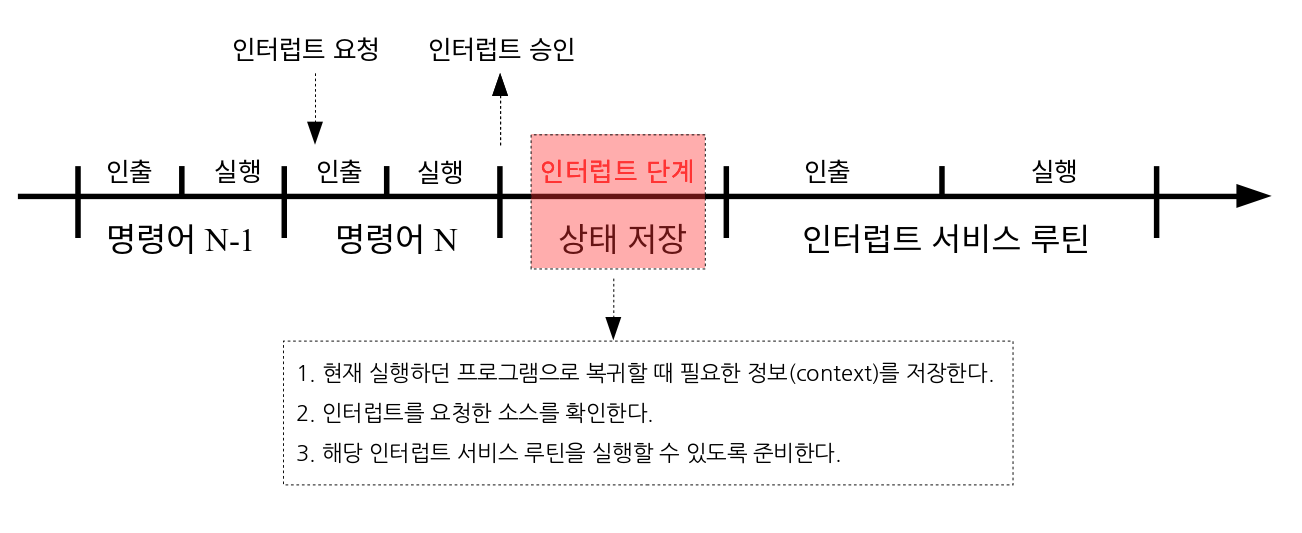 인터럽트 요청 인터럽트 승인
인출 실행 인출 실행 인터럽트 단계 인출 실행
명령어 N-1 명령어 N 상태 저장 인터럽트 서비스 루틴
1. 현재 실행하던 프로그램으로 복귀할 때 필요한 정보(context)를 저장한다.
2. 인터럽트를 요청한 소스를 확인한다.
3. 해당 인터럽트 서비스 루틴을 실행할 수 있도록 준비한다.